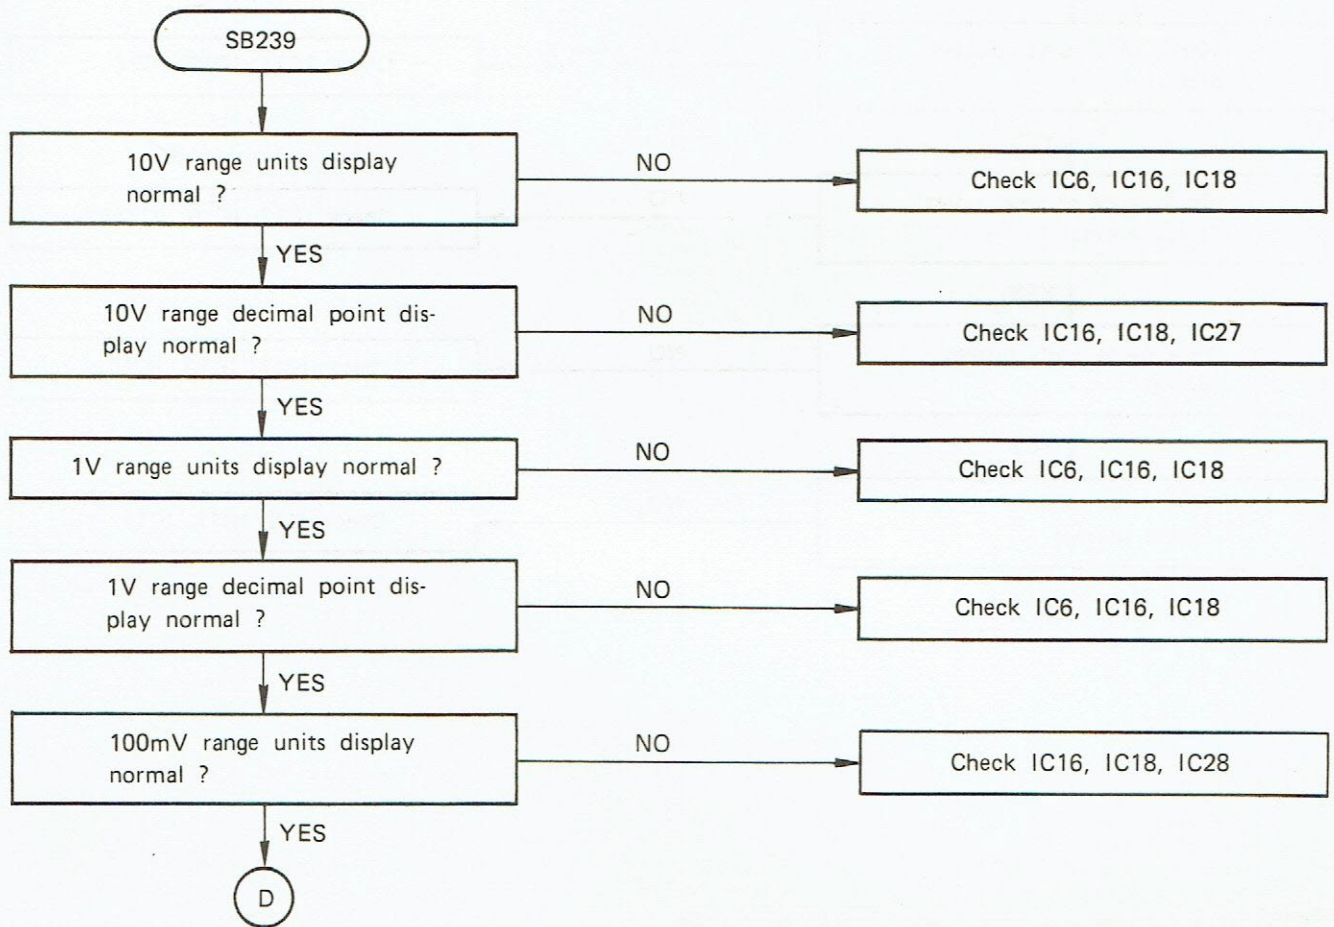 SB239
10V range units display
normal ?
NO
Check IC6, IC16, IC18
YES
10V range decimal point dis-
play normal ?
NO
Check IC16, IC18, IC27
YES
1V range units display normal ?
NO
Check IC6, IC16, IC18
YES
1V range decimal point dis-
play normal ?
NO
Check IC6, IC16, IC18
YES
100mV range units display
normal ?
NO
Check IC16, IC18, IC28
YES
D